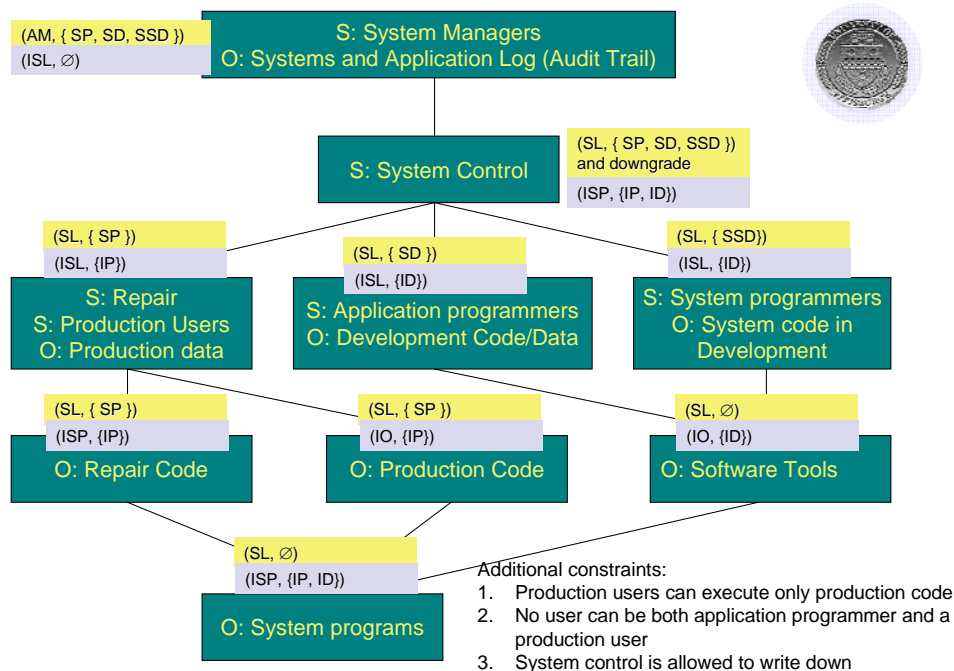 (AM, { SP, SD, SSD })
(ISL, ∅)
S: System Managers
O: Systems and Application Log (Audit Trail)
S: System Control
(SL, { SP, SD, SSD })
and downgrade
(ISP, {IP, ID})
(SL, { SP })
(ISL, {IP})
S: Repair
S: Production Users
O: Production data
(SL, { SD })
(ISL, {ID})
S: Application programmers
O: Development Code/Data
(SL, { SSD})
(ISL, {ID})
S: System programmers
O: System code in
Development
(SL, { SP })
(ISP, {IP})
O: Repair Code
(SL, { SP })
(IO, {IP})
O: Production Code
(SL, ∅)
(IO, {ID})
O: Software Tools
(SL, ∅)
(ISP, {IP, ID})
O: System programs
Additional constraints:
1. Production users can execute only production code
2. No user can be both application programmer and a
production user
3. System control is allowed to write down